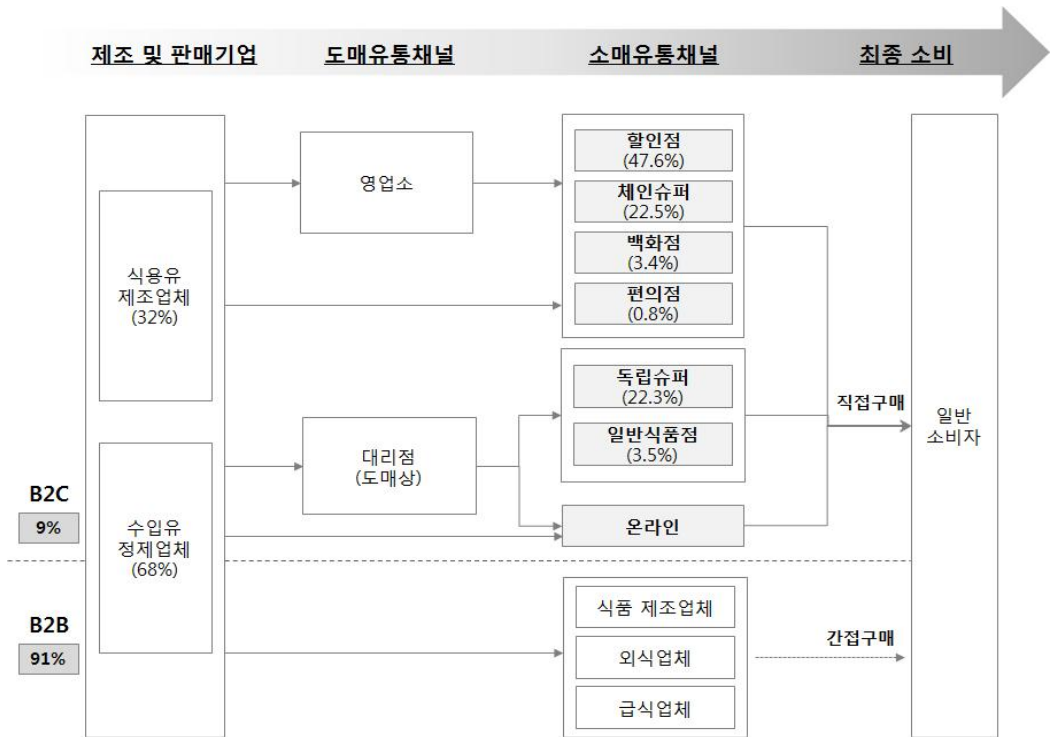 제조 및 판매기업
도매유통채널
소매유통채널
최종 소비
식용유
제조업체
(32%)
수입유
정제업체
(68%)
영업소
대리점
(도매상)
할인점
(47.6%)
체인슈퍼
(22.5%)
백화점
(3.4%)
편의점
(0.8%)
독립슈퍼
(22.3%)
일반식품점
(3.5%)
온라인
직접구매
일반
소비자
B2C
9%
B2B
91%
식품 제조업체
외식업체
급식업체
간접구매